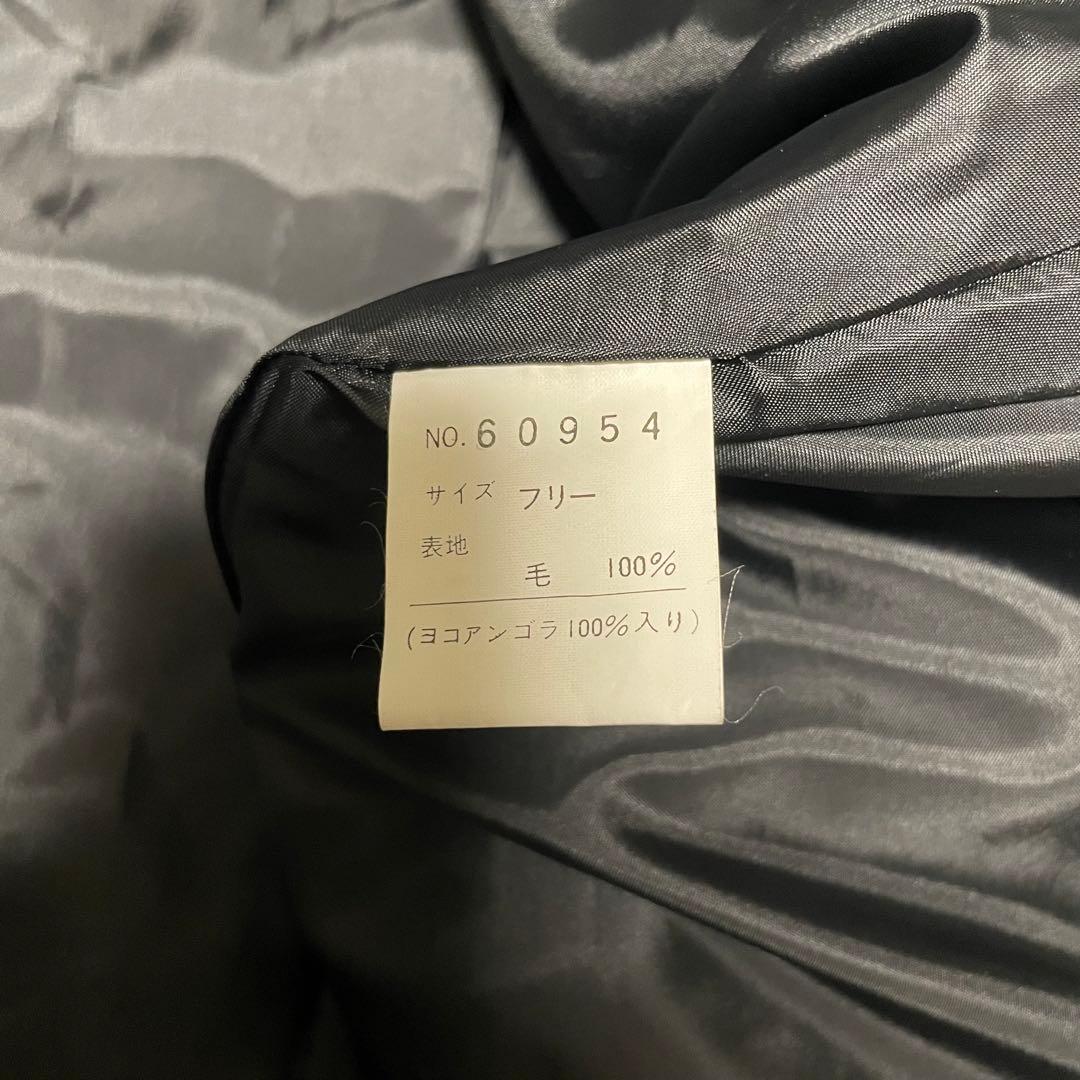 NO. 60954
サイズ フリー
表地
毛 100%
(ヨコアンゴラ100%入り)